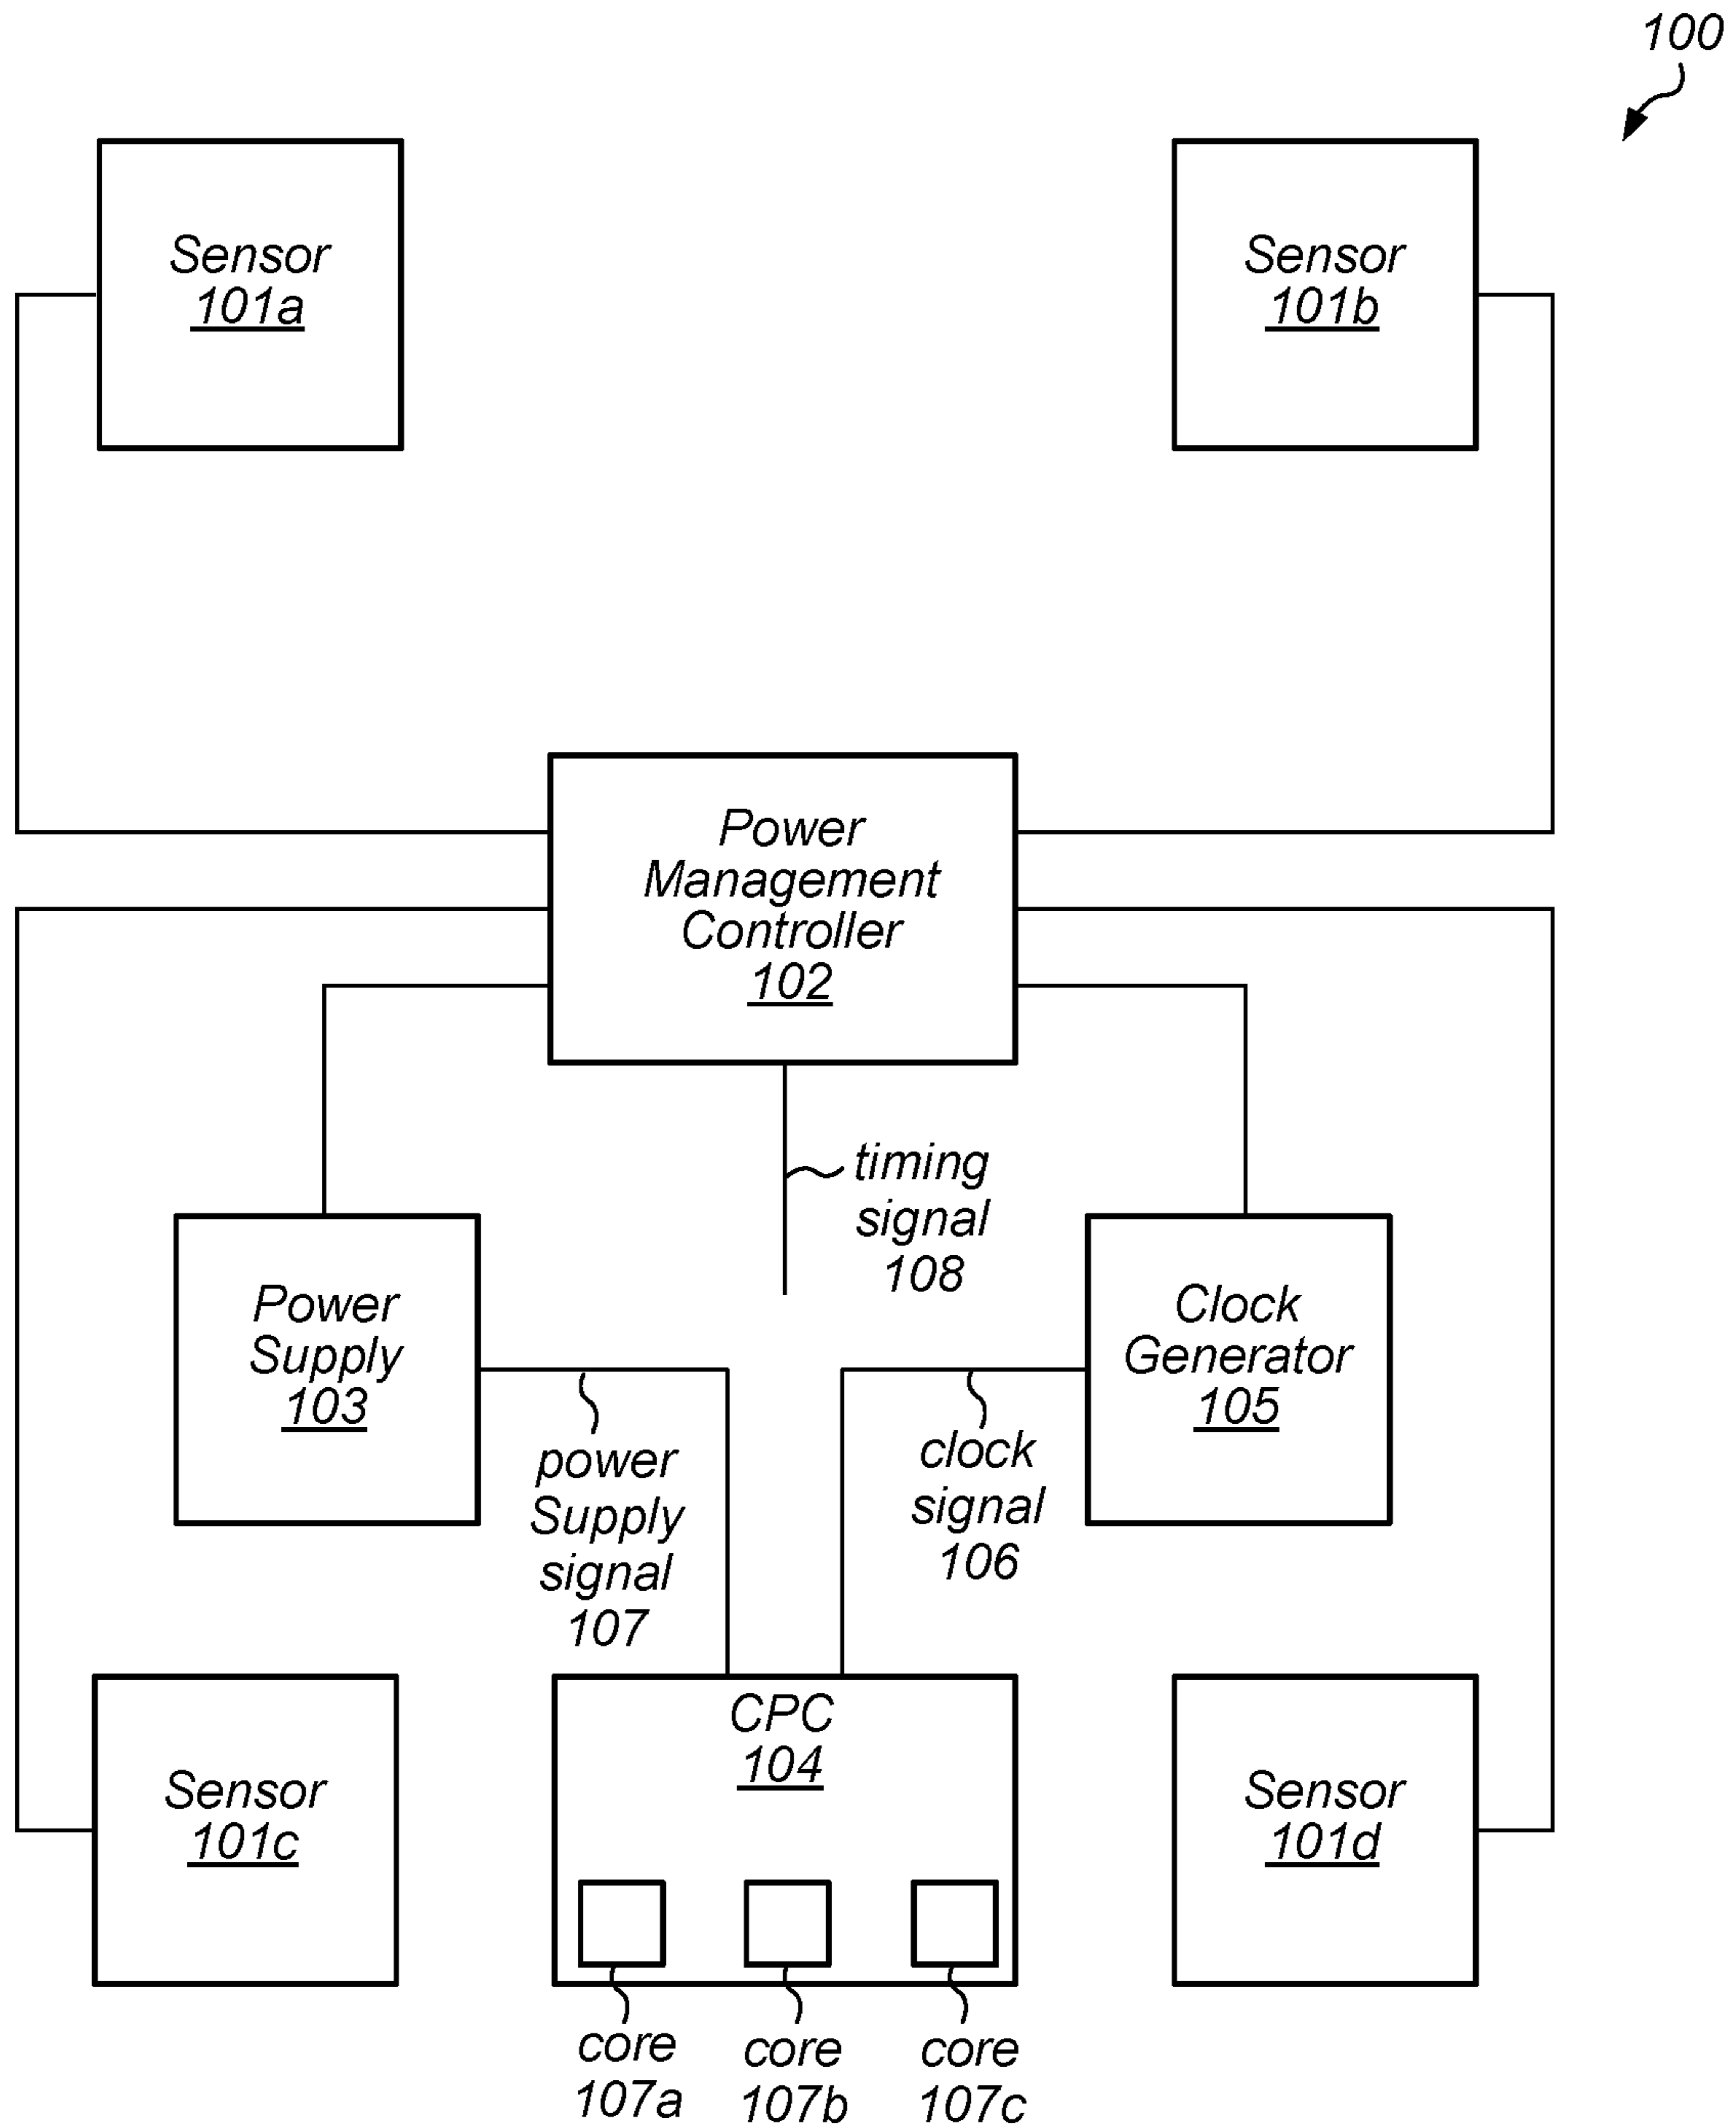 100
Sensor
101a
Sensor
101b
Power
Management
Controller
102
timing
signal
108
Power
Supply
103
Clock
Generator
105
power
Supply
signal
107
clock
signal
106
CPC
104
Sensor
101c
Sensor
101d
core
107a
core
107b
core
107c